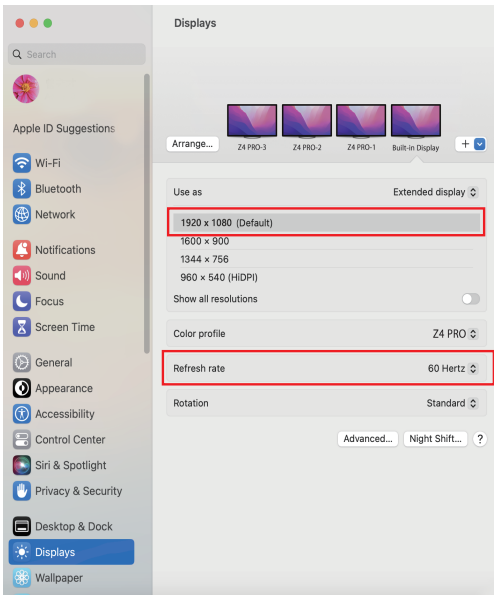 Displays
Search
Apple ID Suggestions
Wi-Fi
Bluetooth
Network
Notifications
Sound
Focus
Screen Time
General
Appearance
Accessibility
Control Center
Siri & Spotlight
Privacy & Security
Desktop & Dock
Displays
Wallpaper
Arrange... Z4 PRO-3 Z4 PRO-2 Z4 PRO-1 Built-in Display +
Use as Extended display
1920 x 1080 (Default)
1600 × 900
1344 × 756
960 × 540 (HiDPI)
Show all resolutions
Color profile Z4 PRO
Refresh rate 60 Hertz
Rotation Standard
Advanced... Night Shift... ?